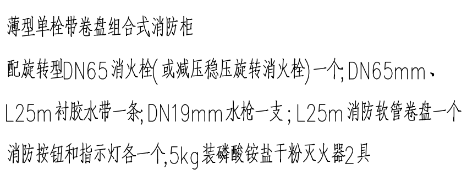 薄型单栓带卷盘组合式消防柜
配旋转型DN65消火栓(或减压稳压旋转消火栓)一个;DN65mm、
L25m衬胶水带一条;DN19mm水枪一支;L25m消防软管卷盘一个
消防按钮和指示灯各一个,5kg装磷酸铵盐干粉灭火器2具